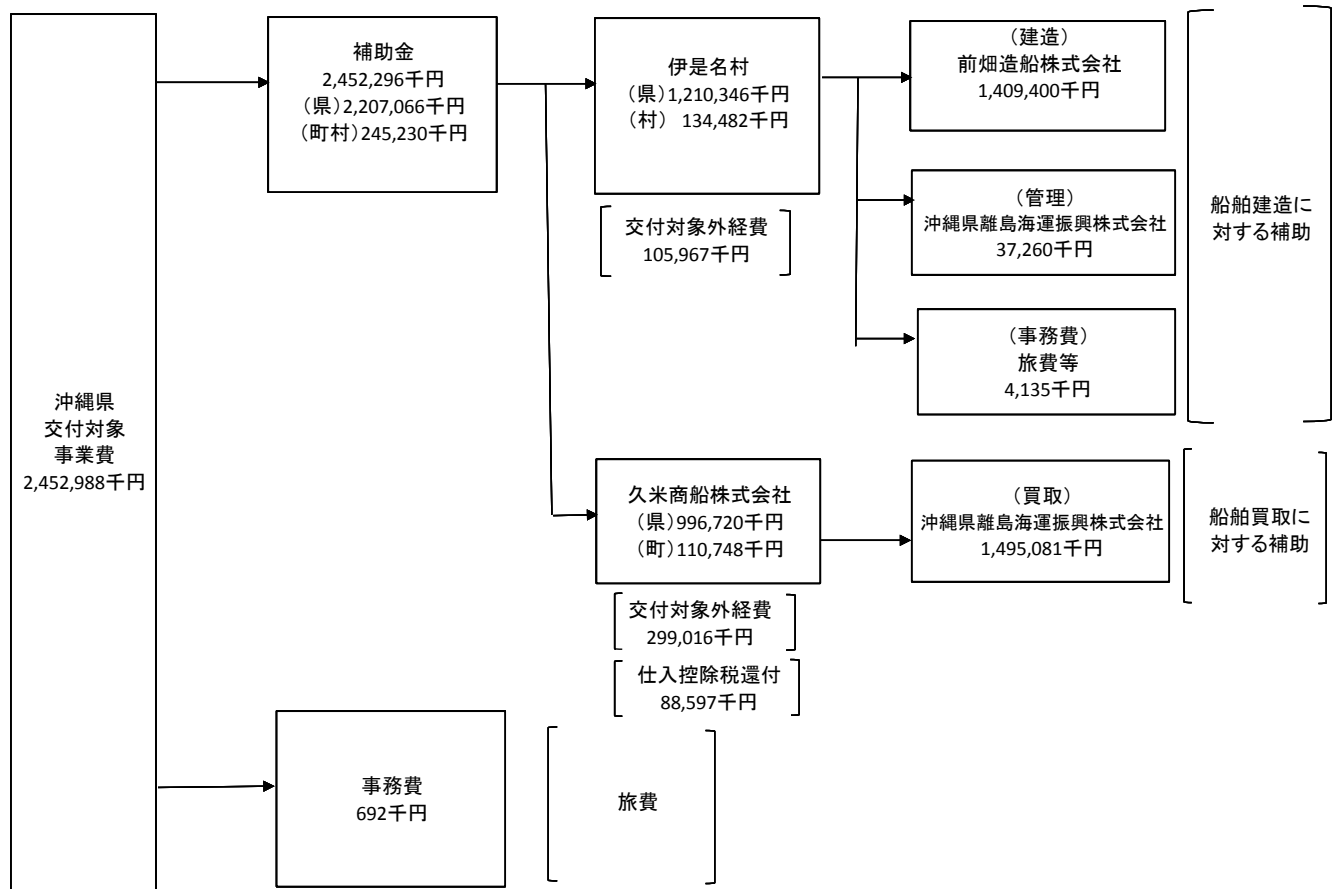 沖縄県
交付対象
事業費
2,452,988千円
補助金
2,452,296千円
（県）2,207,066千円
（町村）245,230千円
伊是名村
（県）1,210,346千円
（村） 134,482千円
交付対象外経費
105,967千円
（建造）
前畑造船株式会社
1,409,400千円
（管理）
沖縄県離島海運振興株式会社
37,260千円
（事務費）
旅費等
4,135千円
船舶建造に
対する補助
久米商船株式会社
（県）996,720千円
（町）110,748千円
交付対象外経費
299,016千円
仕入控除税還付
88,597千円
（買取）
沖縄県離島海運振興株式会社
1,495,081千円
船舶買取に
対する補助
事務費
692千円
旅費